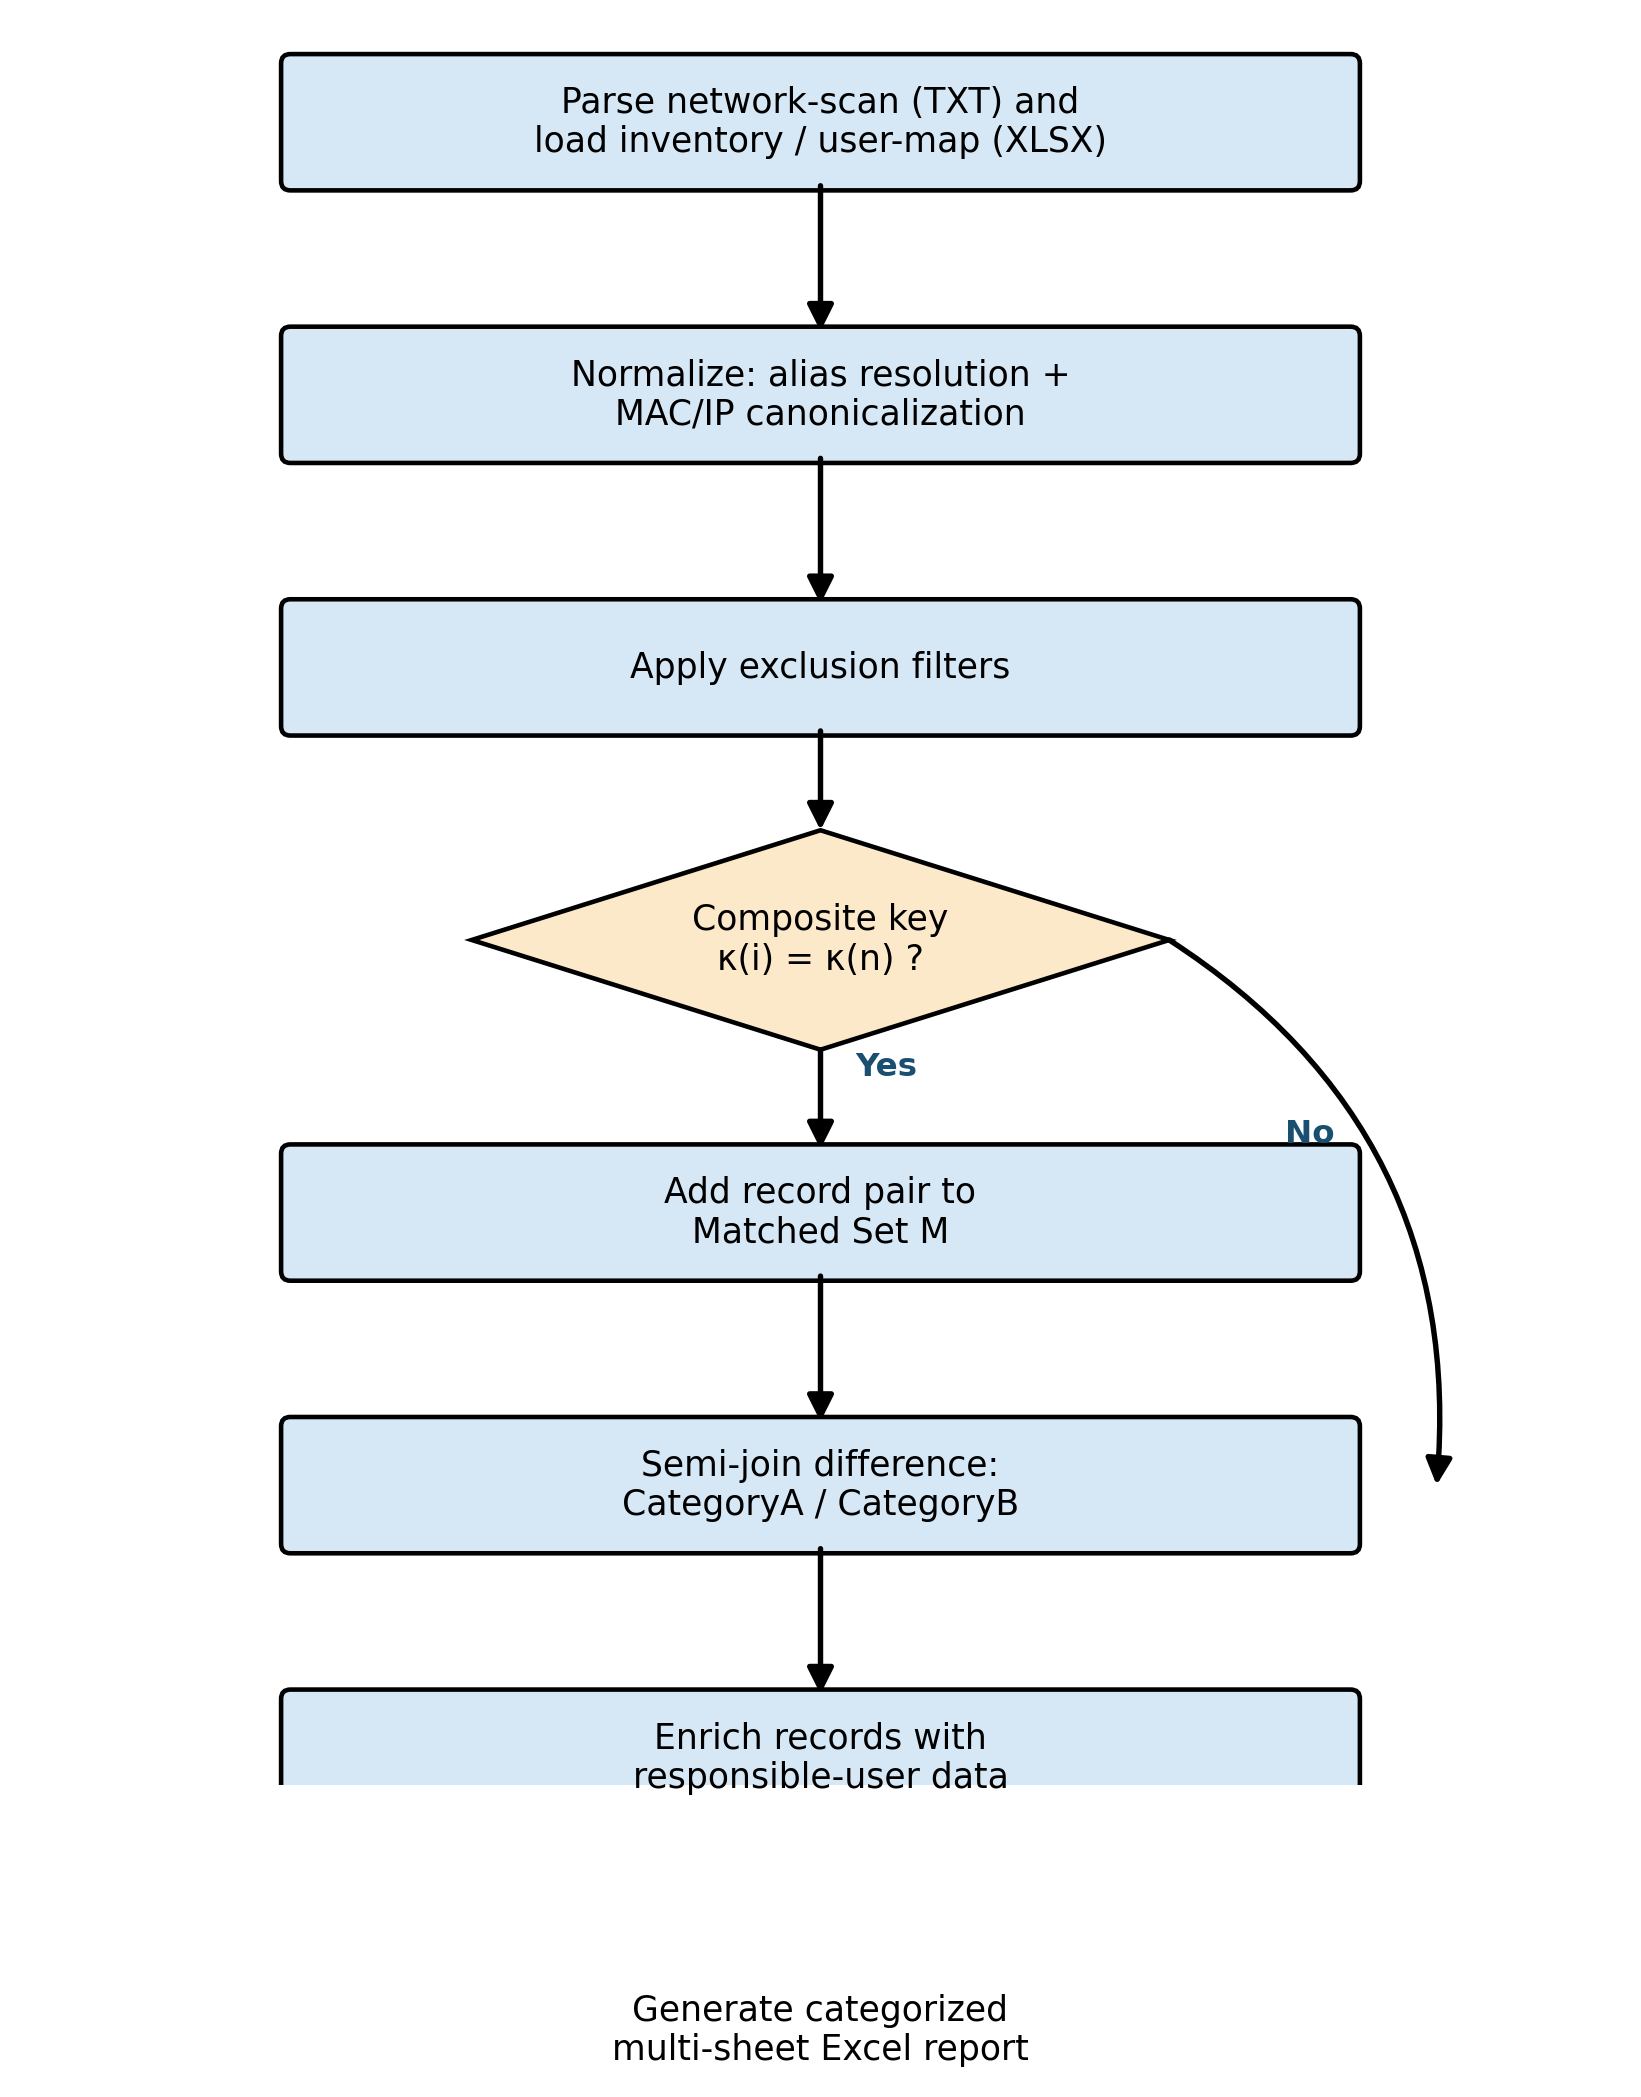 Parse network-scan (TXT) and
load inventory / user-map (XLSX)
Normalize: alias resolution +
MAC/IP canonicalization
Apply exclusion filters
Composite key
κ(i) = κ(n) ?
Yes
No
Add record pair to
Matched Set M
Semi-join difference:
CategoryA / CategoryB
Enrich records with
responsible-user data
Generate categorized
multi-sheet Excel report